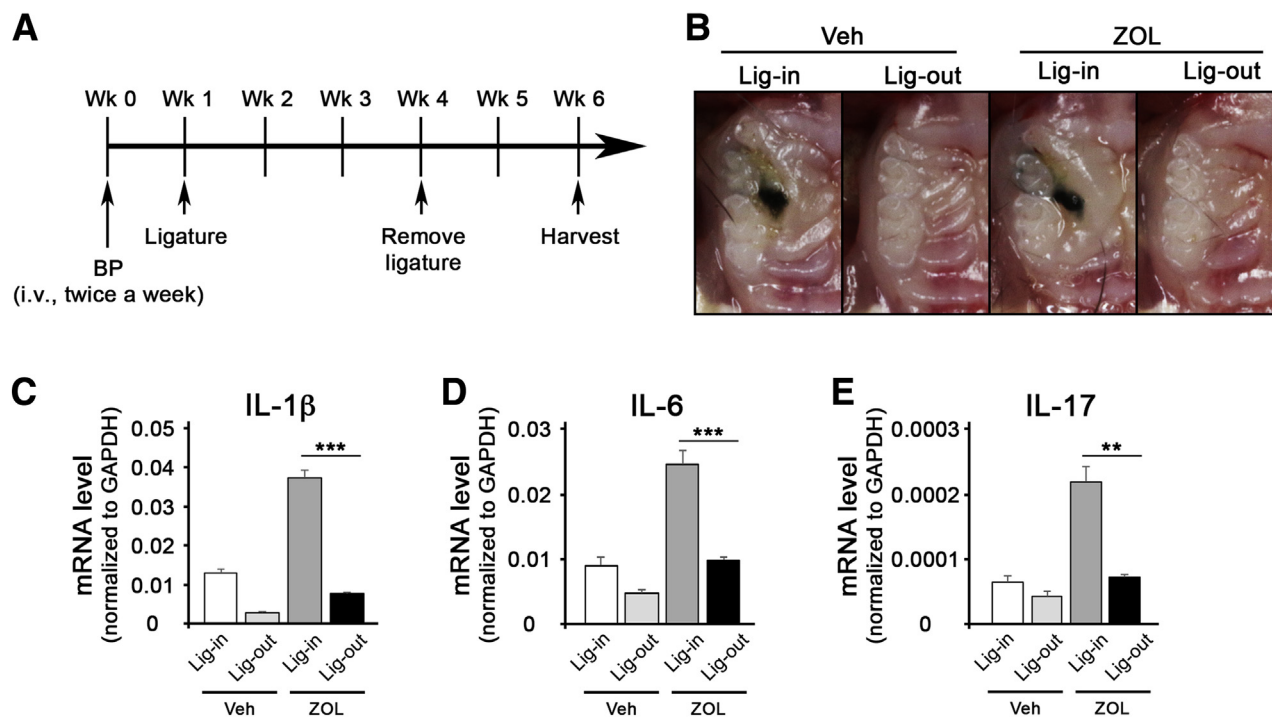 A
Wk 0 Wk 1 Wk 2 Wk 3 Wk 4 Wk 5 Wk 6
Ligature
Remove
ligature
Harvest
BP
(i.v., twice a week)
B
Veh ZOL
Lig-in Lig-out Lig-in Lig-out
C
IL-1β
mRNA level
(normalized to GAPDH)
0.05
0.04
0.03
0.02
0.01
0
***
Lig-in Lig-out Lig-in Lig-out
Veh ZOL
D
IL-6
mRNA level
(normalized to GAPDH)
0.03
0.02
0.01
0
***
Lig-in Lig-out Lig-in Lig-out
Veh ZOL
E
IL-17
mRNA level
(normalized to GAPDH)
0.0003
0.0002
0.0001
0
**
Lig-in Lig-out Lig-in Lig-out
Veh ZOL